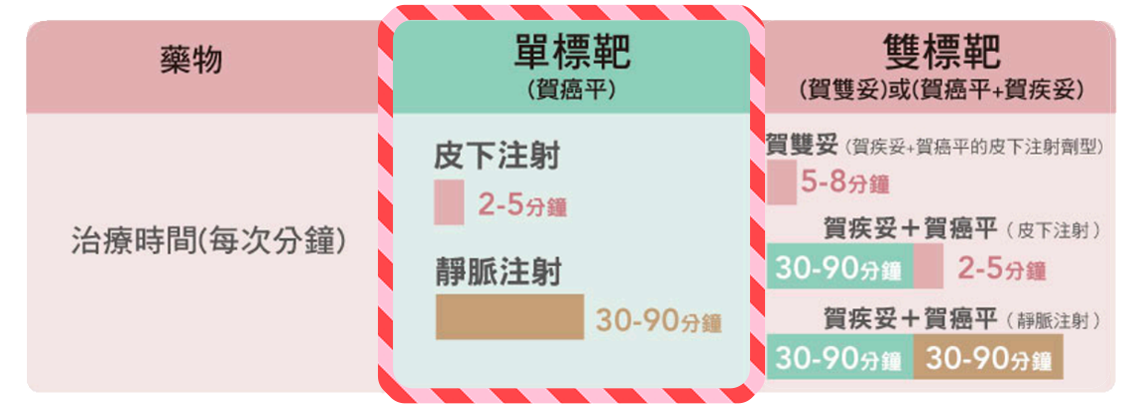 藥物
單標靶
(賀癌平)
雙標靶
(賀雙妥)或(賀癌平+賀疾妥)
治療時間(每次分鐘)
皮下注射
2-5分鐘
靜脈注射
30-90分鐘
賀雙妥(賀疾妥+賀癌平的皮下注射劑型)
5-8分鐘
賀疾妥＋賀癌平(皮下注射)
30-90分鐘 2-5分鐘
賀疾妥＋賀癌平(靜脈注射)
30-90分鐘 30-90分鐘